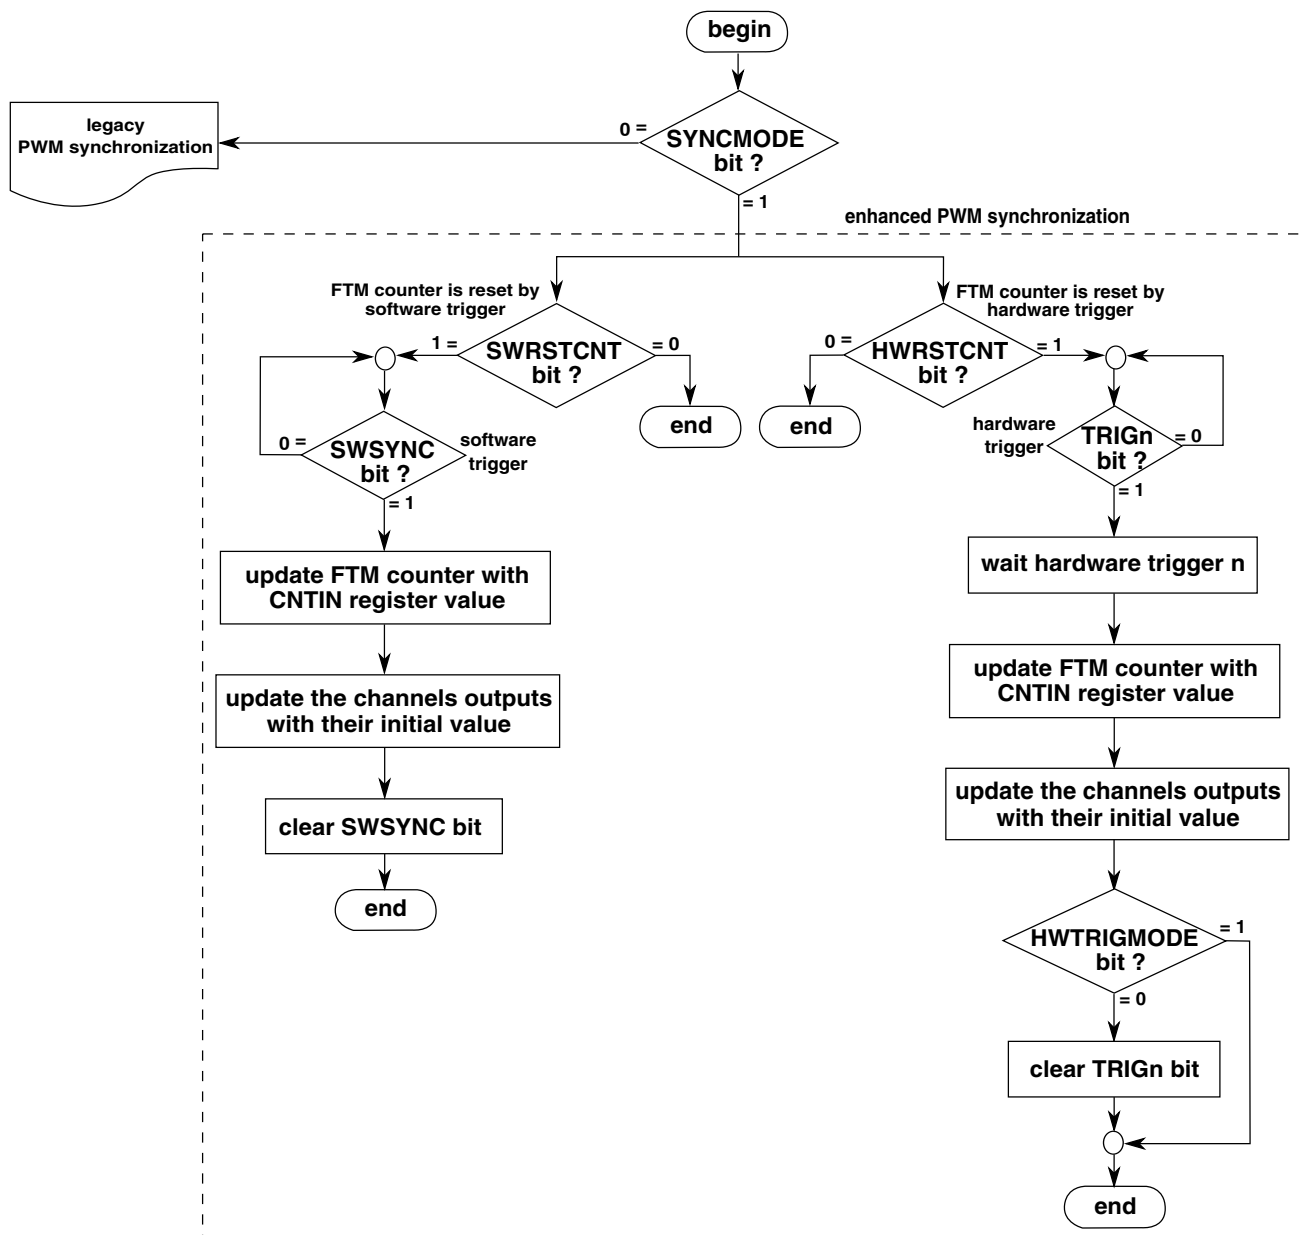 begin
legacy
PWM synchronization
0 =
SYNCMODE
bit ?
= 1
enhanced PWM synchronization
FTM counter is reset by
software trigger
FTM counter is reset by
hardware trigger
1 =
SWRSTCNT
bit ?
= 0
0 =
HWRSTCNT
bit ?
= 1
end
end
0 =
SWSYNC
bit ?
software
trigger
= 1
hardware
trigger
TRIGn
bit ?
= 0
= 1
update FTM counter with
CNTIN register value
wait hardware trigger n
update the channels outputs
with their initial value
update FTM counter with
CNTIN register value
clear SWSYNC bit
update the channels outputs
with their initial value
end
HWTRIGMODE
bit ?
= 1
= 0
clear TRIGn bit
end